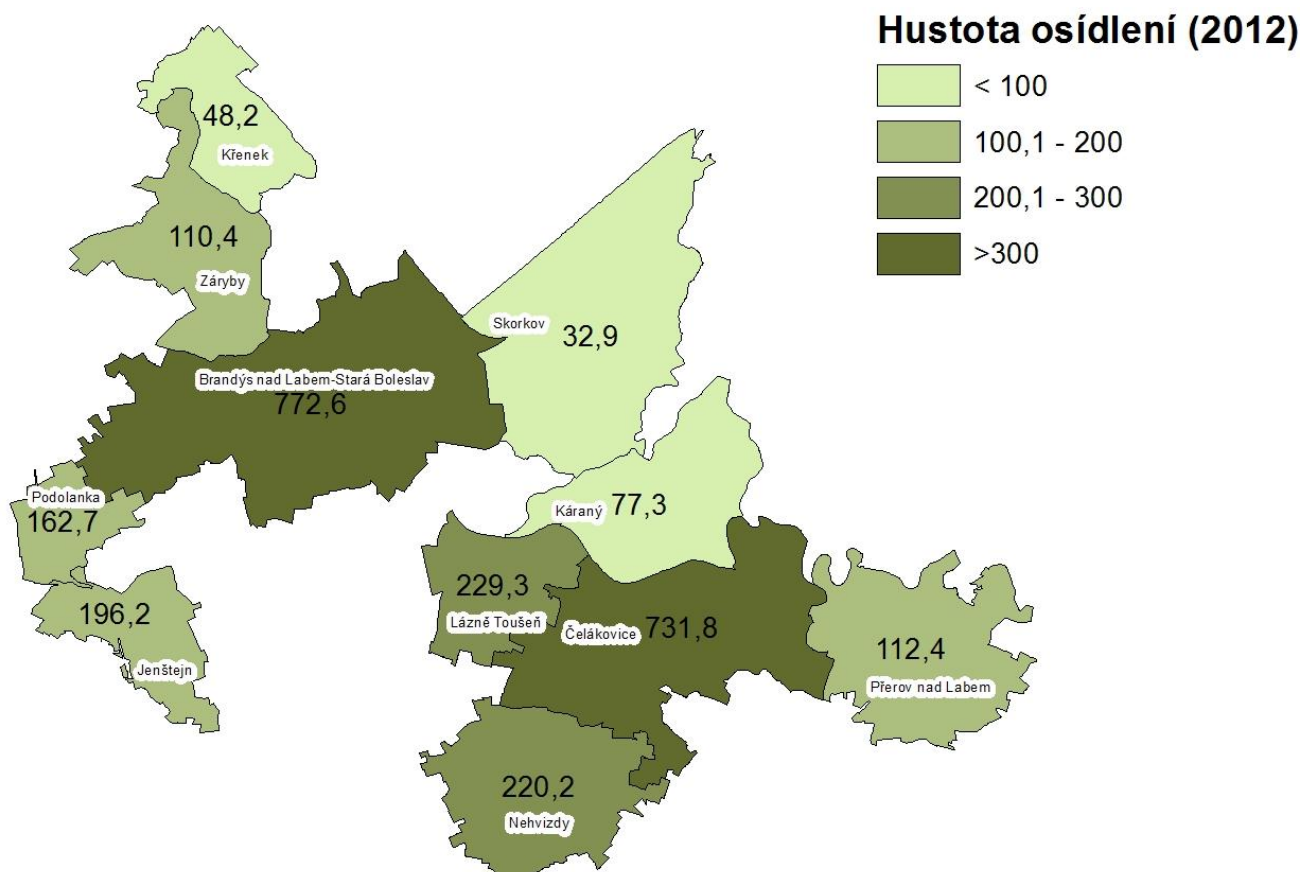 Hustota osídlení (2012)
< 100
100,1 - 200
200,1 - 300
>300
48,2
Křenek
110,4
Záryby
Skorkov
32,9
Brandýs nad Labem-Stará Boleslav
772,6
Podolanka
162,7
Káraný
77,3
229,3
Lázně Toušeň
196,2
Jenštejn
Čelákovice
731,8
112,4
Přerov nad Labem
220,2
Nehvizdy